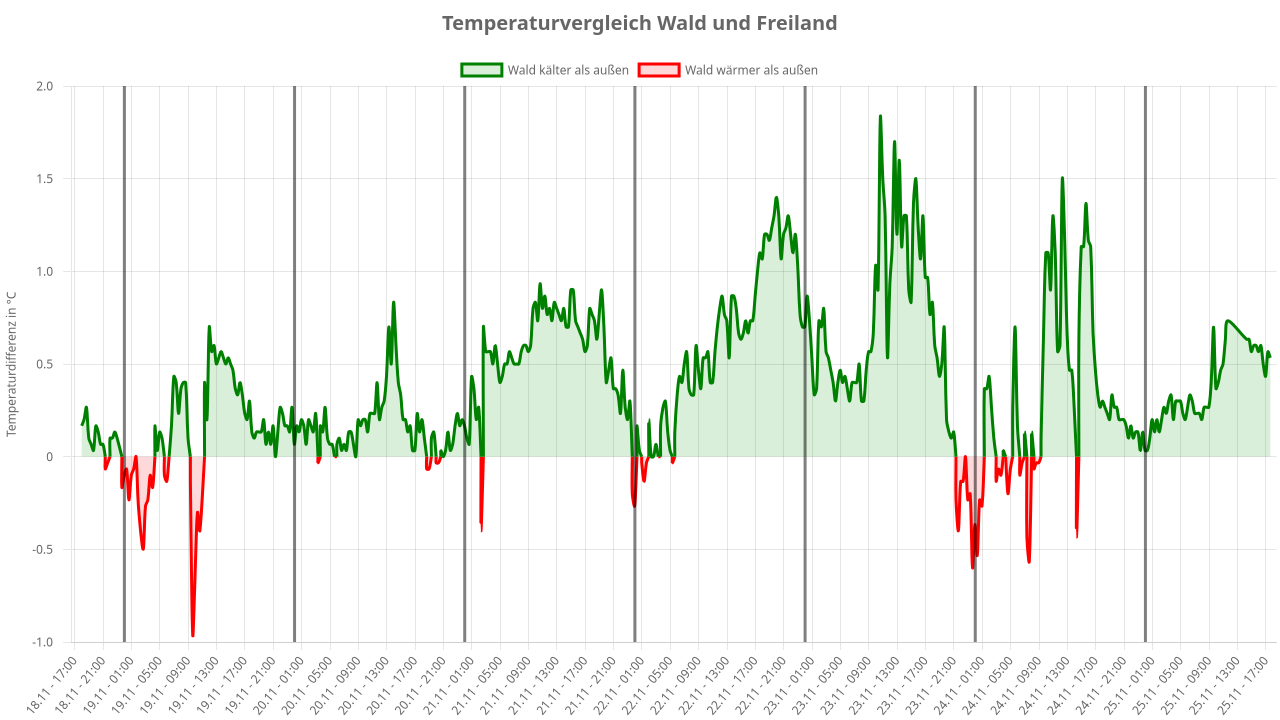 Temperaturvergleich Wald und Freiland
Wald kälter als außen
Wald wärmer als außen
Temperaturdifferenz in °C
2.0
1.5
1.0
0.5
0
-0.5
-1.0
18.11 - 17:00
18.11 - 21:00
19.11 - 01:00
19.11 - 05:00
19.11 - 09:00
19.11 - 13:00
19.11 - 17:00
19.11 - 21:00
20.11 - 01:00
20.11 - 05:00
20.11 - 09:00
20.11 - 13:00
20.11 - 17:00
20.11 - 21:00
21.11 - 01:00
21.11 - 05:00
21.11 - 09:00
21.11 - 13:00
21.11 - 17:00
21.11 - 21:00
22.11 - 01:00
22.11 - 05:00
22.11 - 09:00
22.11 - 13:00
22.11 - 17:00
22.11 - 21:00
23.11 - 01:00
23.11 - 05:00
23.11 - 09:00
23.11 - 13:00
23.11 - 17:00
23.11 - 21:00
24.11 - 01:00
24.11 - 05:00
24.11 - 09:00
24.11 - 13:00
24.11 - 17:00
24.11 - 21:00
25.11 - 01:00
25.11 - 05:00
25.11 - 09:00
25.11 - 13:00
25.11 - 17:00